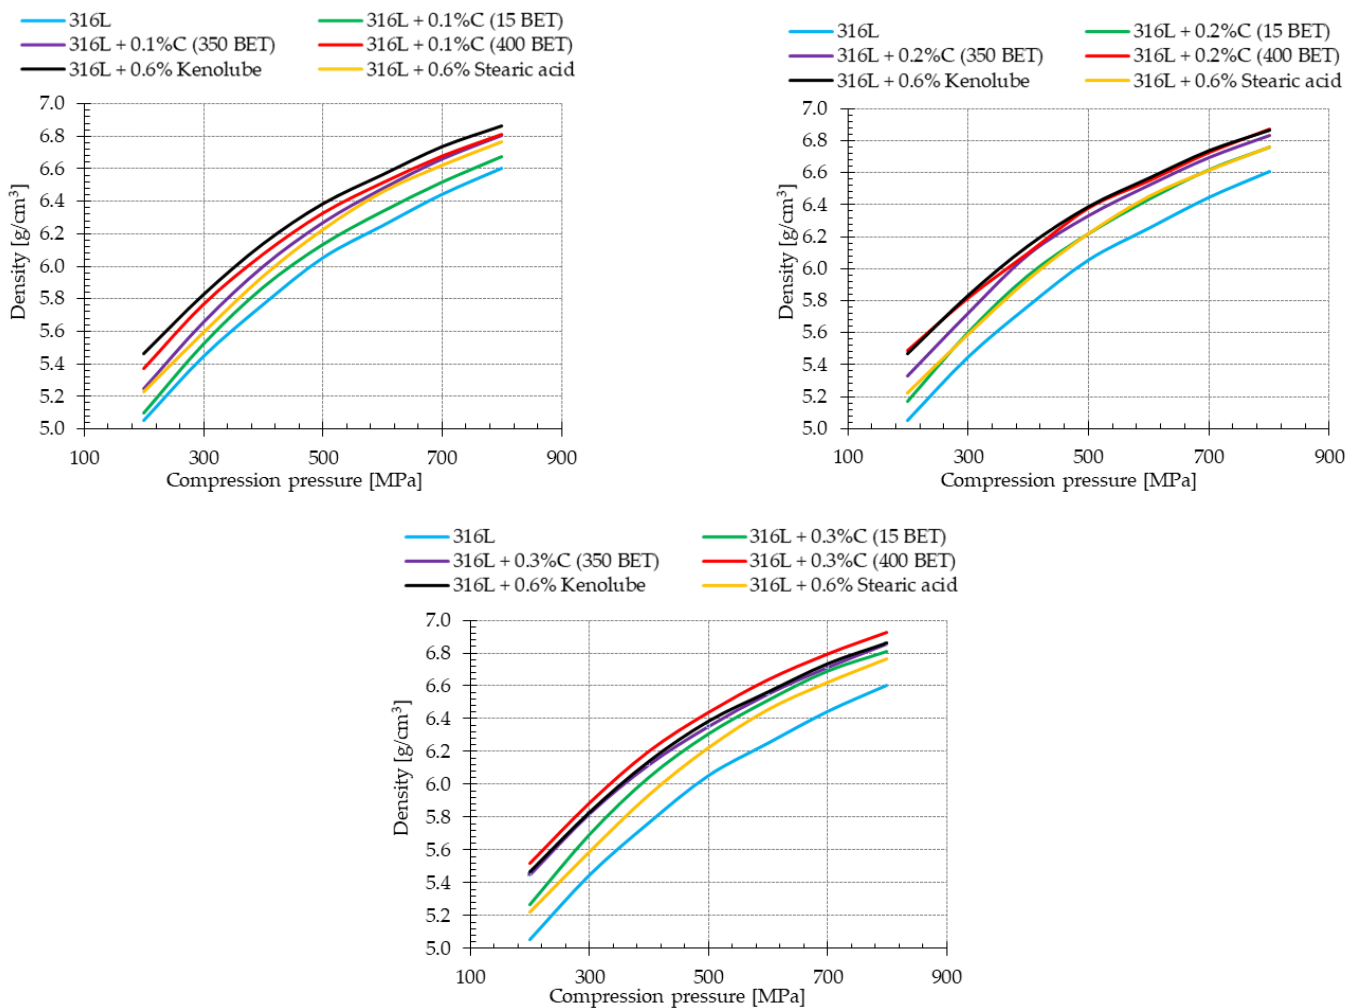 316L
316L + 0.1%C (15 BET)
316L + 0.1%C (350 BET)
316L + 0.1%C (400 BET)
316L + 0.6% Kenolube
316L + 0.6% Stearic acid
Density [g/cm³]
7.0
6.8
6.6
6.4
6.2
6.0
5.8
5.6
5.4
5.2
5.0
100 300 500 700 900
Compression pressure [MPa]
316L
316L + 0.2%C (15 BET)
316L + 0.2%C (350 BET)
316L + 0.2%C (400 BET)
316L + 0.6% Kenolube
316L + 0.6% Stearic acid
Density [g/cm³]
7.0
6.8
6.6
6.4
6.2
6.0
5.8
5.6
5.4
5.2
5.0
100 300 500 700 900
Compression pressure [MPa]
316L
316L + 0.3%C (15 BET)
316L + 0.3%C (350 BET)
316L + 0.3%C (400 BET)
316L + 0.6% Kenolube
316L + 0.6% Stearic acid
Density [g/cm³]
7.0
6.8
6.6
6.4
6.2
6.0
5.8
5.6
5.4
5.2
5.0
100 300 500 700 900
Compression pressure [MPa]